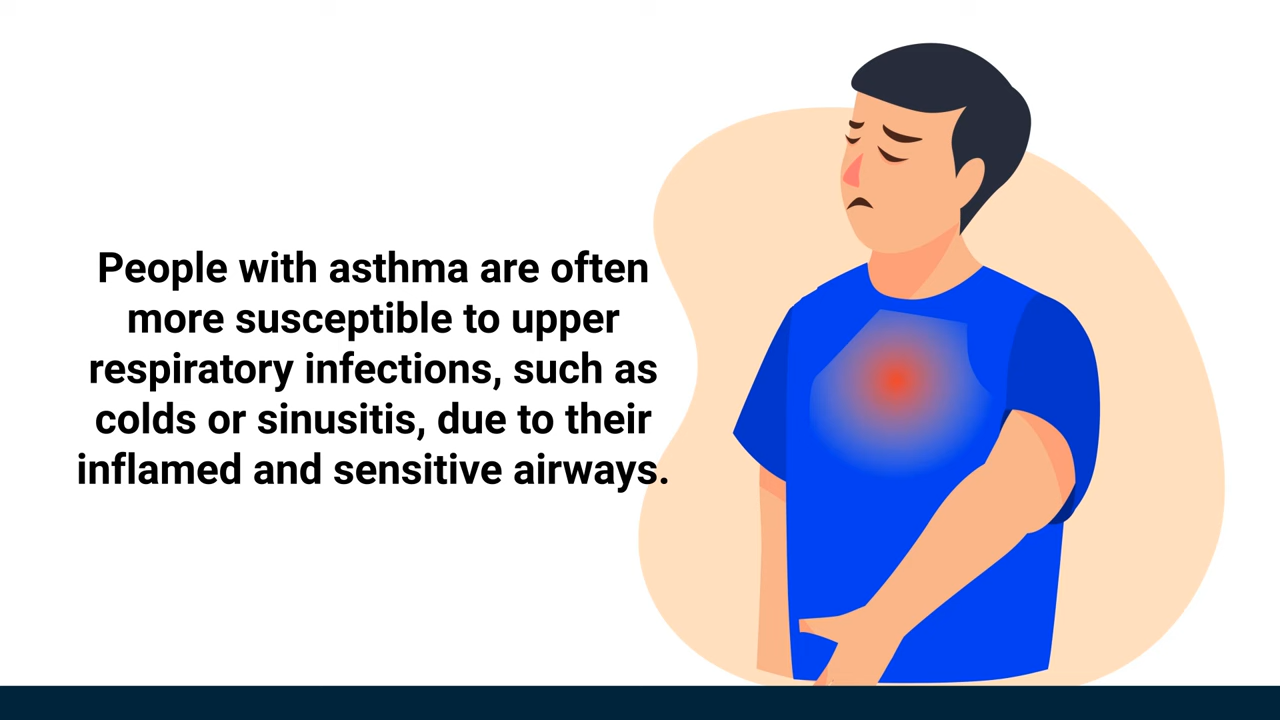 People with asthma are often
more susceptible to upper
respiratory infections, such as
colds or sinusitis, due to their
inflamed and sensitive airways.